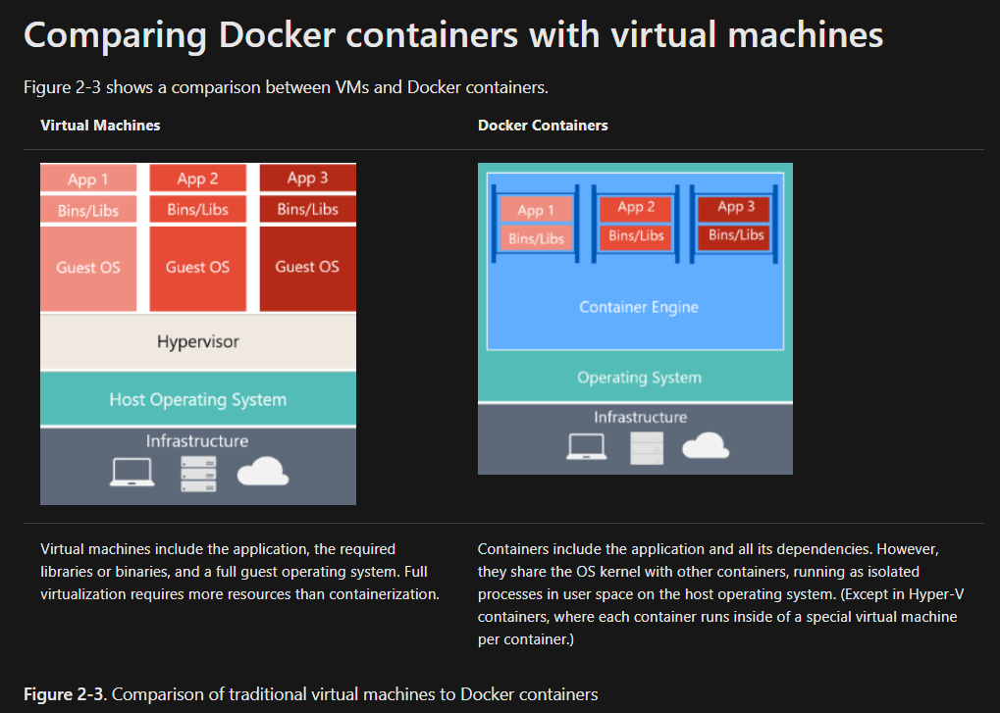 Comparing Docker containers with virtual machines
Figure 2-3 shows a comparison between VMs and Docker containers.
Virtual Machines
App 1
App 2
App 3
Bins/Libs
Bins/Libs
Bins/Libs
Guest OS
Guest OS
Guest OS
Hypervisor
Host Operating System
Infrastructure
Virtual machines include the application, the required
libraries or binaries, and a full guest operating system. Full
virtualization requires more resources than containerization.
Docker Containers
App 1
App 2
App 3
Bins/Libs
Bins/Libs
Bins/Libs
Container Engine
Operating System
Infrastructure
Containers include the application and all its dependencies. However,
they share the OS kernel with other containers, running as isolated
processes in user space on the host operating system. (Except in Hyper-V
containers, where each container runs inside of a special virtual machine
per container.)
Figure 2-3. Comparison of traditional virtual machines to Docker containers